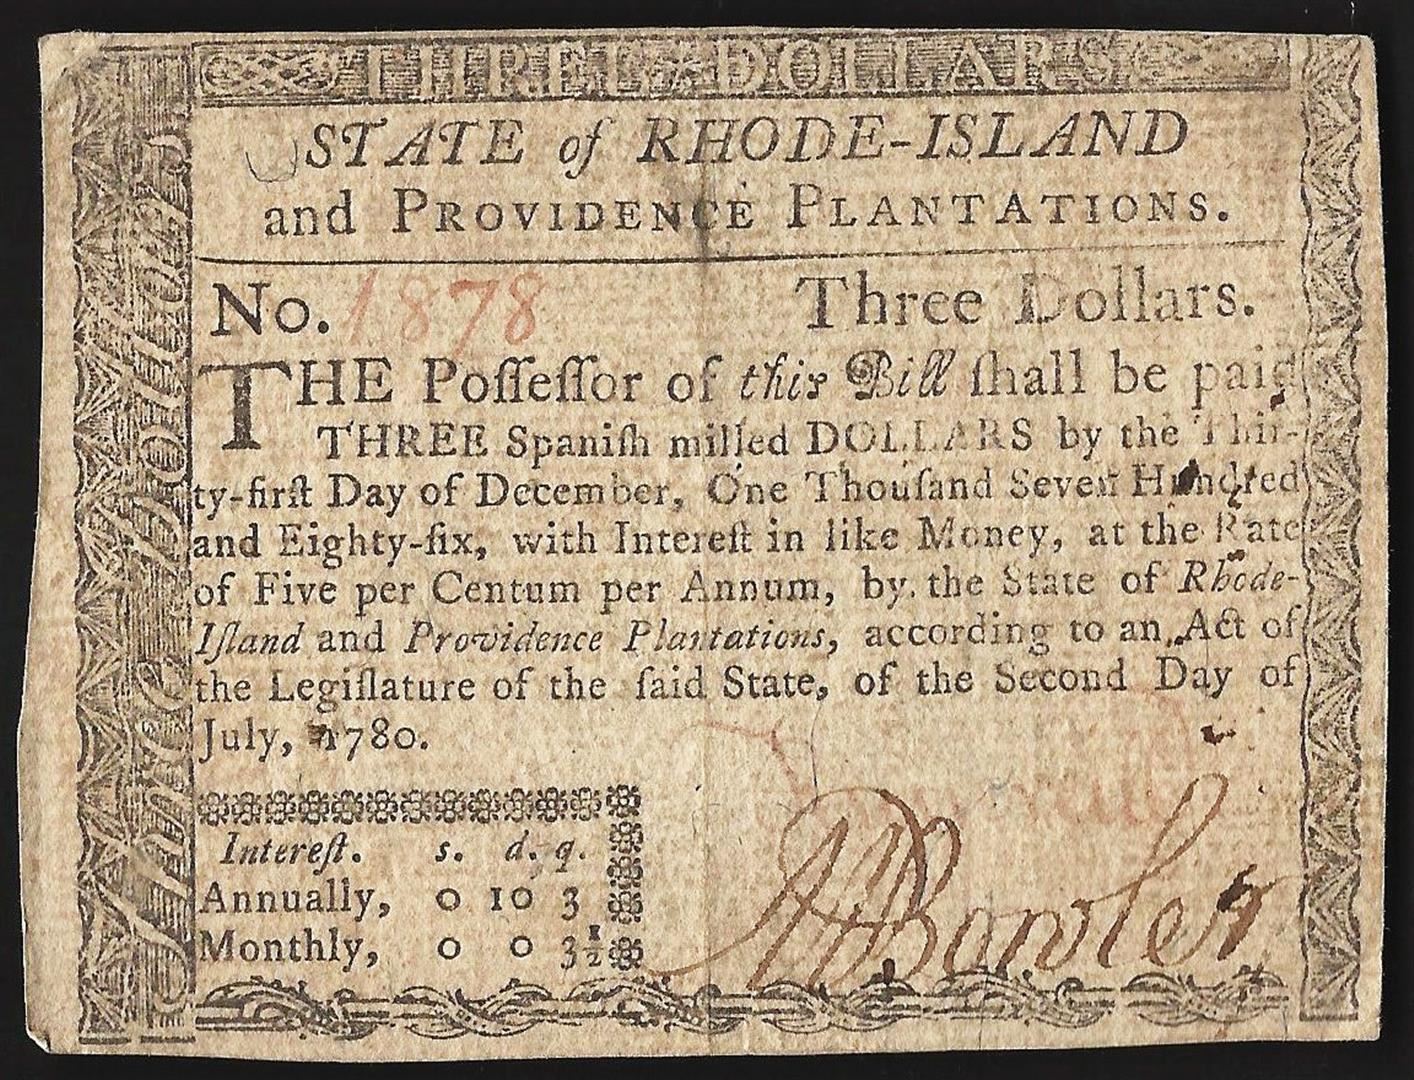 THREE DOLLARS
Three Dollars
STATE of RHODE-ISLAND
and PROVIDENCE PLANTATIONS.
No. 1878 Three Dollars.
THE Poſſeſſor of this Bill ſhall be paid
THREE Spaniſh milled DOLLARS by the Thir-
ty-firſt Day of December, One Thouſand Seven Hundred
and Eighty-ſix, with Intereſt in like Money, at the Rate
of Five per Centum per Annum, by the State of Rhode-
Iſland and Providence Plantations, according to an Act of
the Legiſlature of the ſaid State, of the Second Day of
July, 1780.
Intereſt. s. d. q.
Annually, 0 10 3
Monthly, 0 0 3½
Bowler